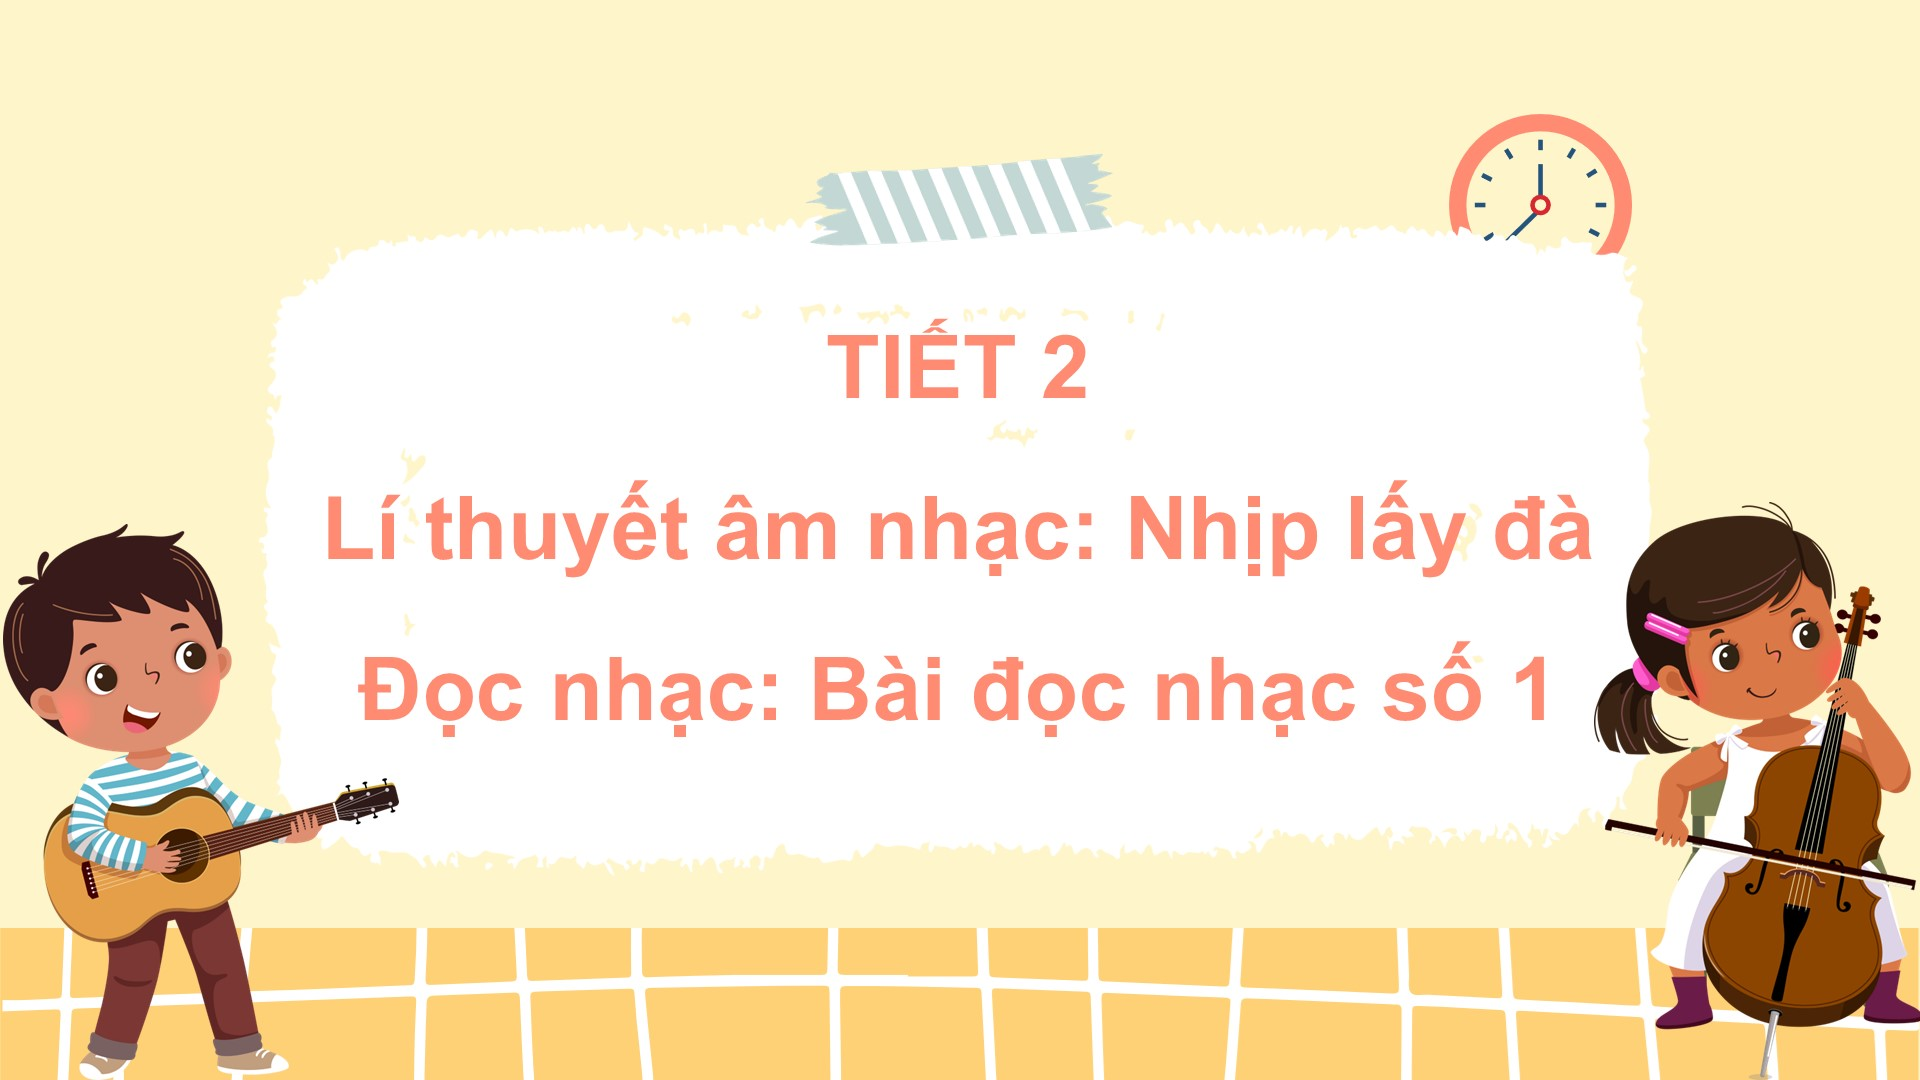 TIẾT 2
Lí thuyết âm nhạc: Nhịp lấy đà
Đọc nhạc: Bài đọc nhạc số 1